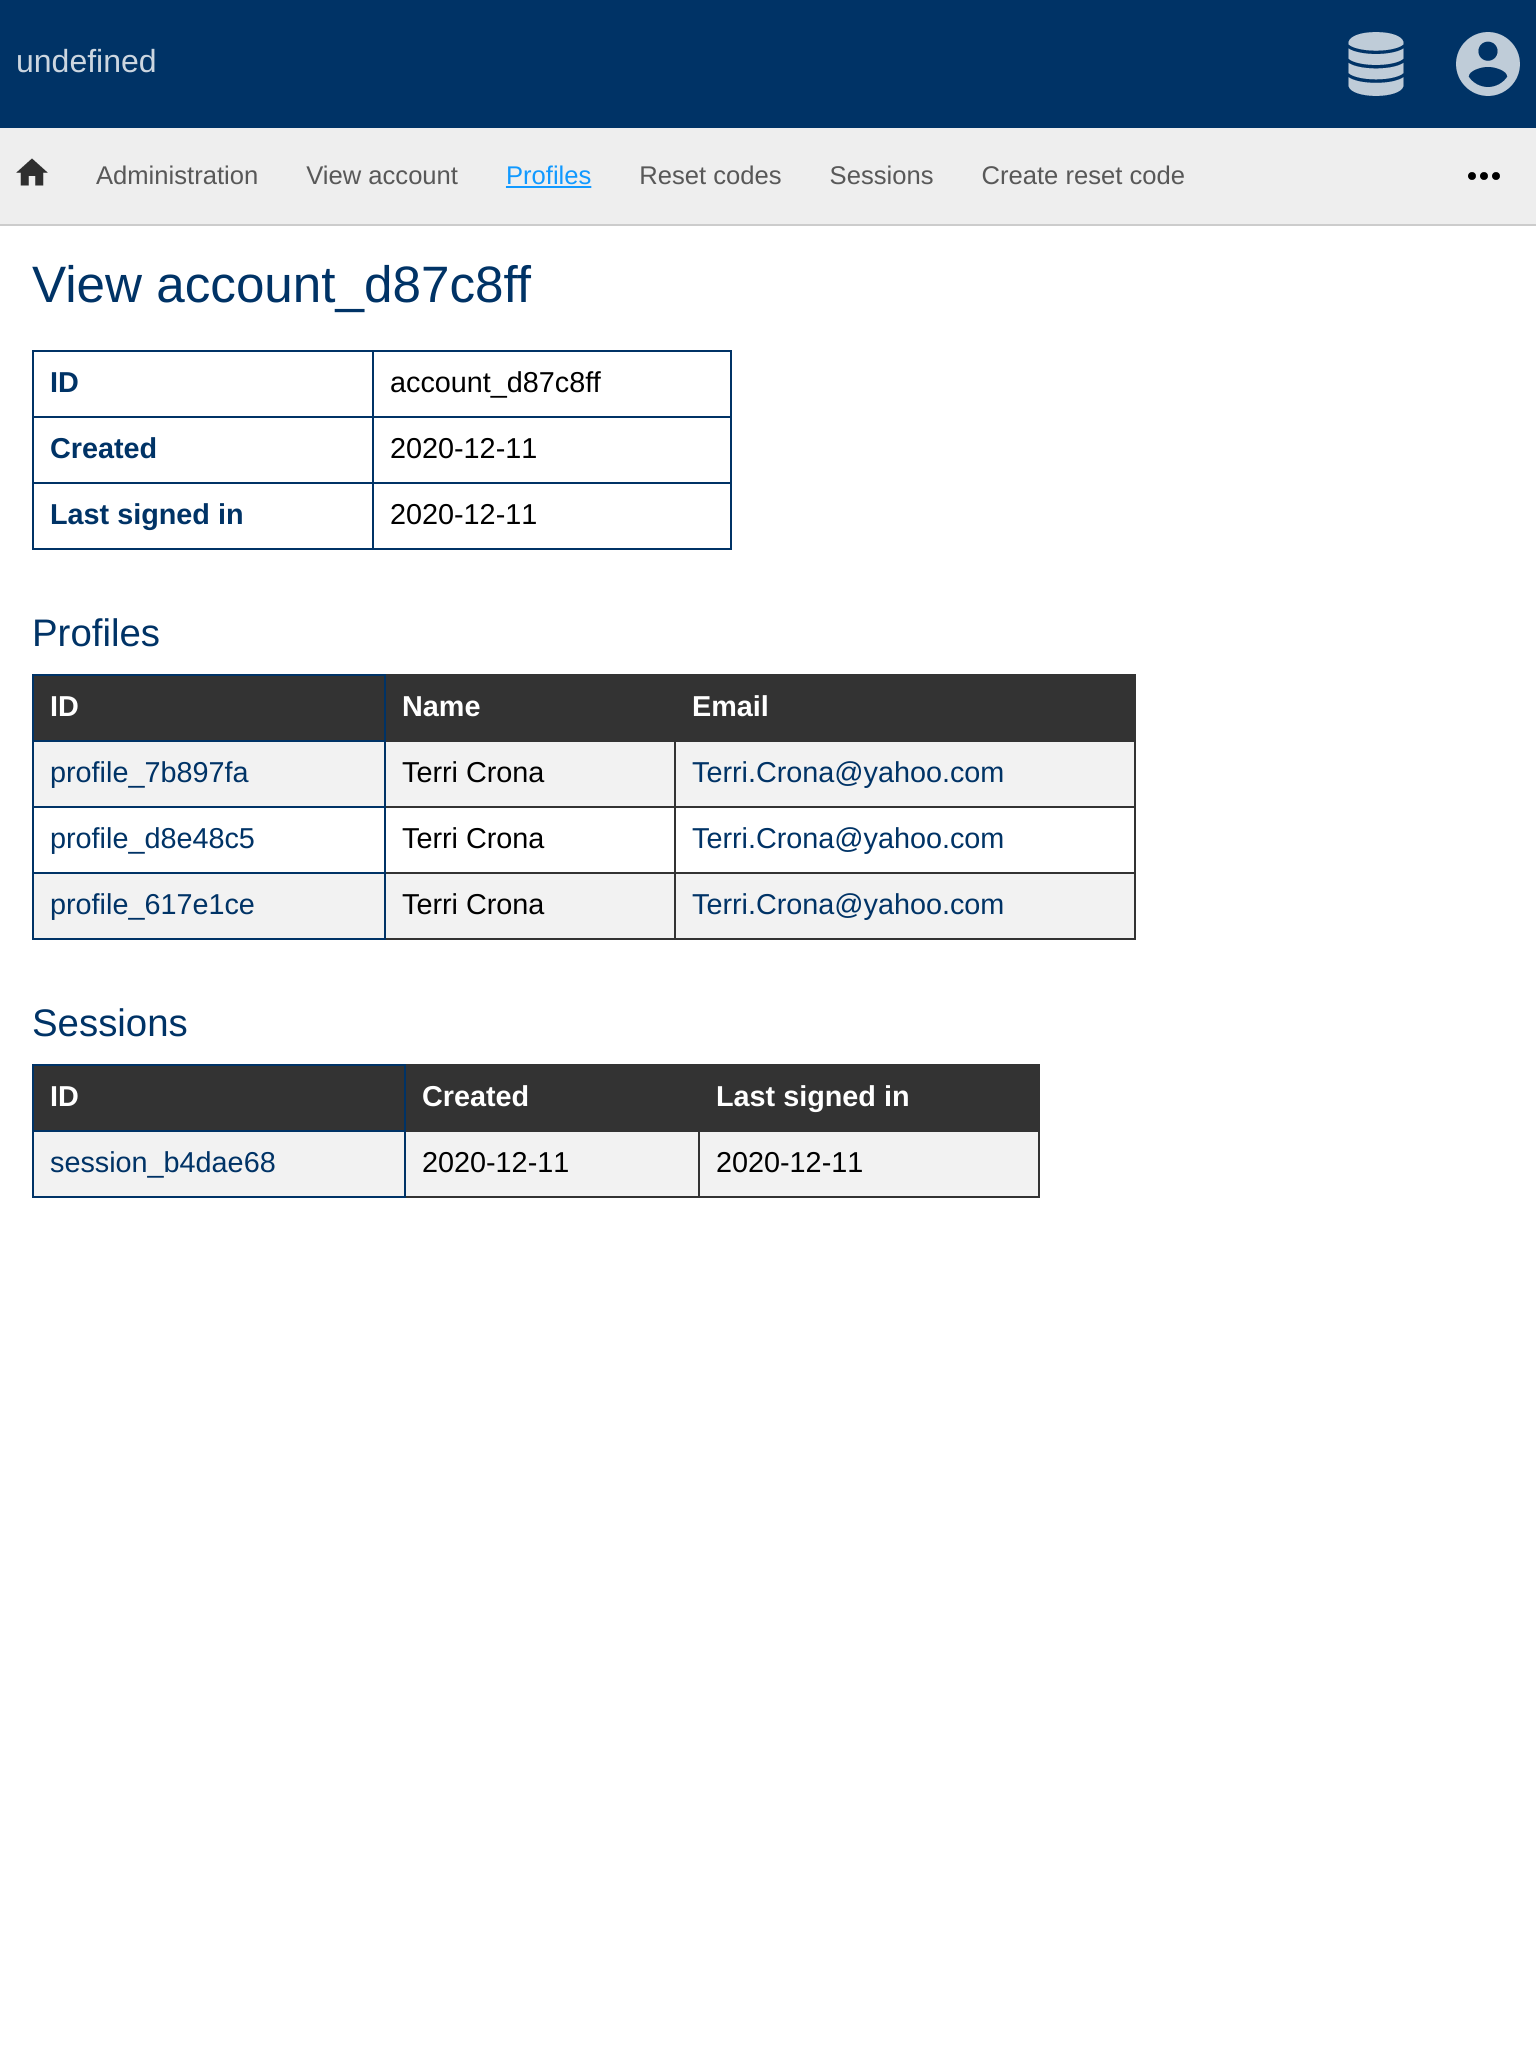 undefined
Administration View account Profiles Reset codes Sessions Create reset code
View account_d87c8ff
ID account_d87c8ff
Created 2020-12-11
Last signed in 2020-12-11
Profiles
ID Name Email
profile_7b897fa Terri Crona Terri.Crona@yahoo.com
profile_d8e48c5 Terri Crona Terri.Crona@yahoo.com
profile_617e1ce Terri Crona Terri.Crona@yahoo.com
Sessions
ID Created Last signed in
session_b4dae68 2020-12-11 2020-12-11